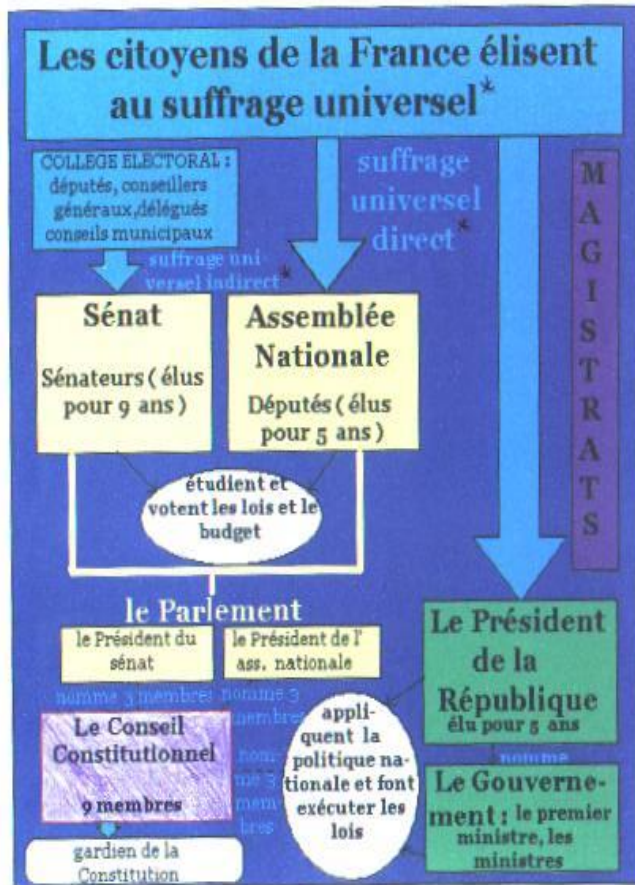 Les citoyens de la France élisent
au suffrage universel*
COLLEGE ELECTORAL :
députés, conseillers
généraux,délégués
conseils municipaux
suffrage uni-
versel indirect*
suffrage
universel
direct*
MAGISTRATS
Sénat
Sénateurs ( élus
pour 9 ans )
Assemblée
Nationale
Députés ( élus
pour 5 ans )
étudient et
votent les lois et le
budget
le Parlement
le Président du
sénat
le Président de l'
ass. nationale
nomme 3 membres
nomme 3
membres
Le Conseil
Constitutionnel
9 membres
nom-
me 3
mem-
bres
gardien de la
Constitution
appli-
quent la
politique na-
tionale et font
exécuter les
lois
Le Président
de la
République
élu pour 5 ans
nomme
Le Gouverne-
ment : le premier
ministre, les
ministres